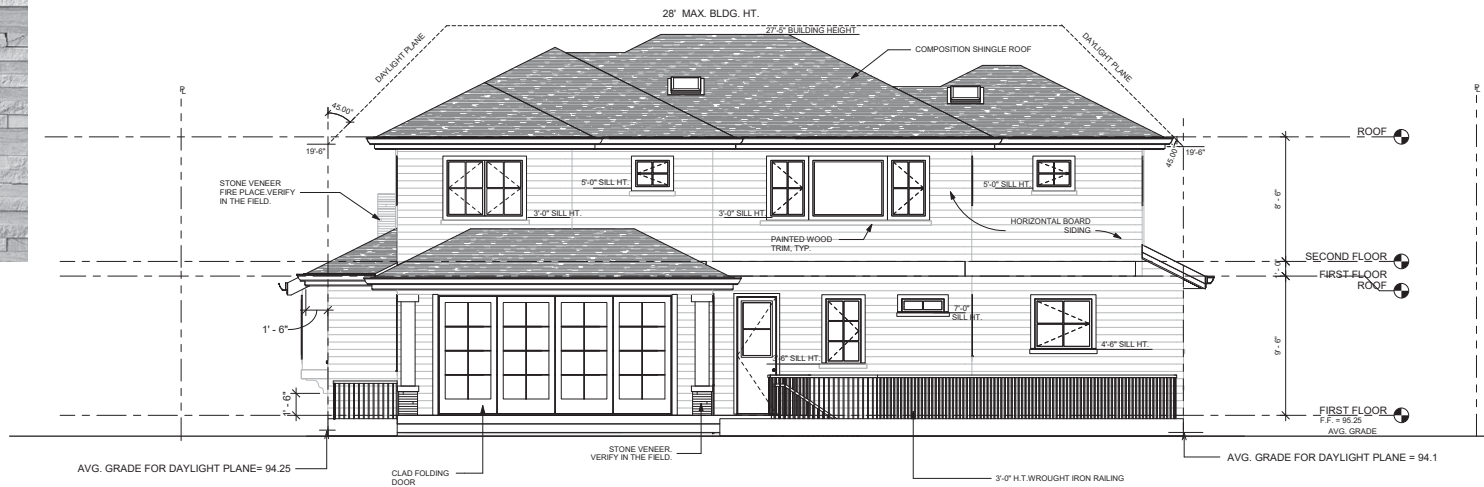 28' MAX. BLDG. HT.
27'-5" BUILDING HEIGHT
DAYLIGHT PLANE
DAYLIGHT PLANE
COMPOSITION SHINGLE ROOF
45.00°
19'-6"
45.00°
19'-6"
ROOF
STONE VENEER
FIRE PLACE.VERIFY
IN THE FIELD.
5'-0" SILL HT.
5'-0" SILL HT.
3'-0" SILL HT.
3'-0" SILL HT.
HORIZONTAL BOARD
SIDING
PAINTED WOOD
TRIM, TYP.
8' - 6"
SECOND FLOOR
FIRST FLOOR
ROOF
1' - 6"
7'-0"
SILL HT.
4'-6" SILL HT.
9' - 6"
1' - 6"
FIRST FLOOR
F.F. = 95.25
AVG. GRADE
STONE VENEER.
VERIFY IN THE FIELD.
AVG. GRADE FOR DAYLIGHT PLANE= 94.25
AVG. GRADE FOR DAYLIGHT PLANE = 94.1
CLAD FOLDING
DOOR
3'-0" H.T.WROUGHT IRON RAILING